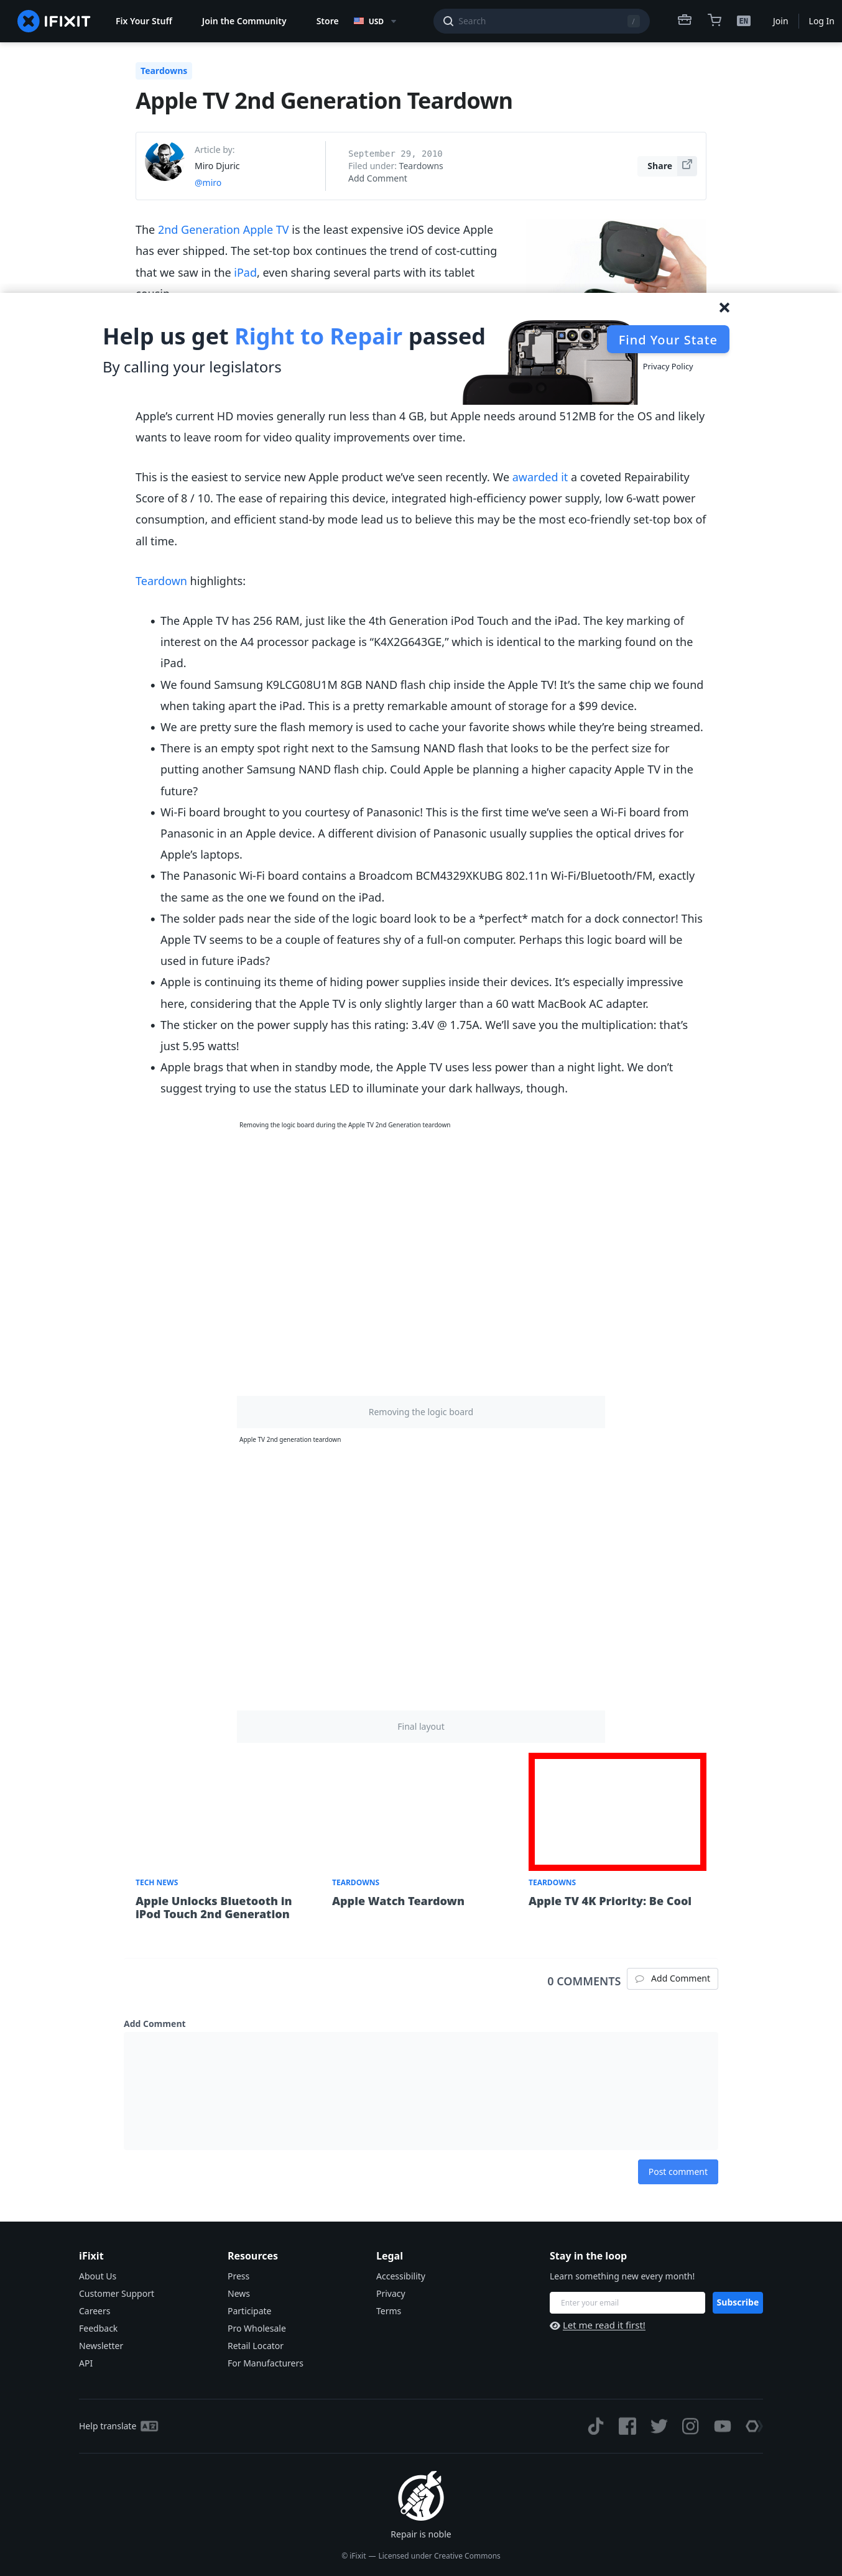 IFIXIT
Fix Your Stuff
Join the Community
Store
USD
Search
/
EN
Join
Log In
Teardowns
Apple TV 2nd Generation Teardown
Article by:
Miro Djuric
@miro
September 29, 2010
Filed under: Teardowns
Add Comment
Share
The 2nd Generation Apple TV is the least expensive iOS device Apple
has ever shipped. The set-top box continues the trend of cost-cutting
that we saw in the iPad, even sharing several parts with its tablet
Help us get Right to Repair passed
By calling your legislators
Find Your State
Privacy Policy
Apple’s current HD movies generally run less than 4 GB, but Apple needs around 512MB for the OS and likely
wants to leave room for video quality improvements over time.
This is the easiest to service new Apple product we’ve seen recently. We awarded it a coveted Repairability
Score of 8 / 10. The ease of repairing this device, integrated high-efficiency power supply, low 6-watt power
consumption, and efficient stand-by mode lead us to believe this may be the most eco-friendly set-top box of
all time.
Teardown highlights:
The Apple TV has 256 RAM, just like the 4th Generation iPod Touch and the iPad. The key marking of
interest on the A4 processor package is “K4X2G643GE,” which is identical to the marking found on the
iPad.
We found Samsung K9LCG08U1M 8GB NAND flash chip inside the Apple TV! It’s the same chip we found
when taking apart the iPad. This is a pretty remarkable amount of storage for a $99 device.
We are pretty sure the flash memory is used to cache your favorite shows while they’re being streamed.
There is an empty spot right next to the Samsung NAND flash that looks to be the perfect size for
putting another Samsung NAND flash chip. Could Apple be planning a higher capacity Apple TV in the
future?
Wi-Fi board brought to you courtesy of Panasonic! This is the first time we’ve seen a Wi-Fi board from
Panasonic in an Apple device. A different division of Panasonic usually supplies the optical drives for
Apple’s laptops.
The Panasonic Wi-Fi board contains a Broadcom BCM4329XKUBG 802.11n Wi-Fi/Bluetooth/FM, exactly
the same as the one we found on the iPad.
The solder pads near the side of the logic board look to be a *perfect* match for a dock connector! This
Apple TV seems to be a couple of features shy of a full-on computer. Perhaps this logic board will be
used in future iPads?
Apple is continuing its theme of hiding power supplies inside their devices. It’s especially impressive
here, considering that the Apple TV is only slightly larger than a 60 watt MacBook AC adapter.
The sticker on the power supply has this rating: 3.4V @ 1.75A. We’ll save you the multiplication: that’s
just 5.95 watts!
Apple brags that when in standby mode, the Apple TV uses less power than a night light. We don’t
suggest trying to use the status LED to illuminate your dark hallways, though.
Removing the logic board during the Apple TV 2nd Generation teardown
Removing the logic board
Apple TV 2nd generation teardown
Final layout
TECH NEWS
Apple Unlocks Bluetooth in
iPod Touch 2nd Generation
TEARDOWNS
Apple Watch Teardown
TEARDOWNS
Apple TV 4K Priority: Be Cool
0 COMMENTS
Add Comment
Add Comment
Post comment
iFixit
About Us
Customer Support
Careers
Feedback
Newsletter
API
Resources
Press
News
Participate
Pro Wholesale
Retail Locator
For Manufacturers
Legal
Accessibility
Privacy
Terms
Stay in the loop
Learn something new every month!
Enter your email
Subscribe
Let me read it first!
Help translate
Repair is noble
© iFixit — Licensed under Creative Commons